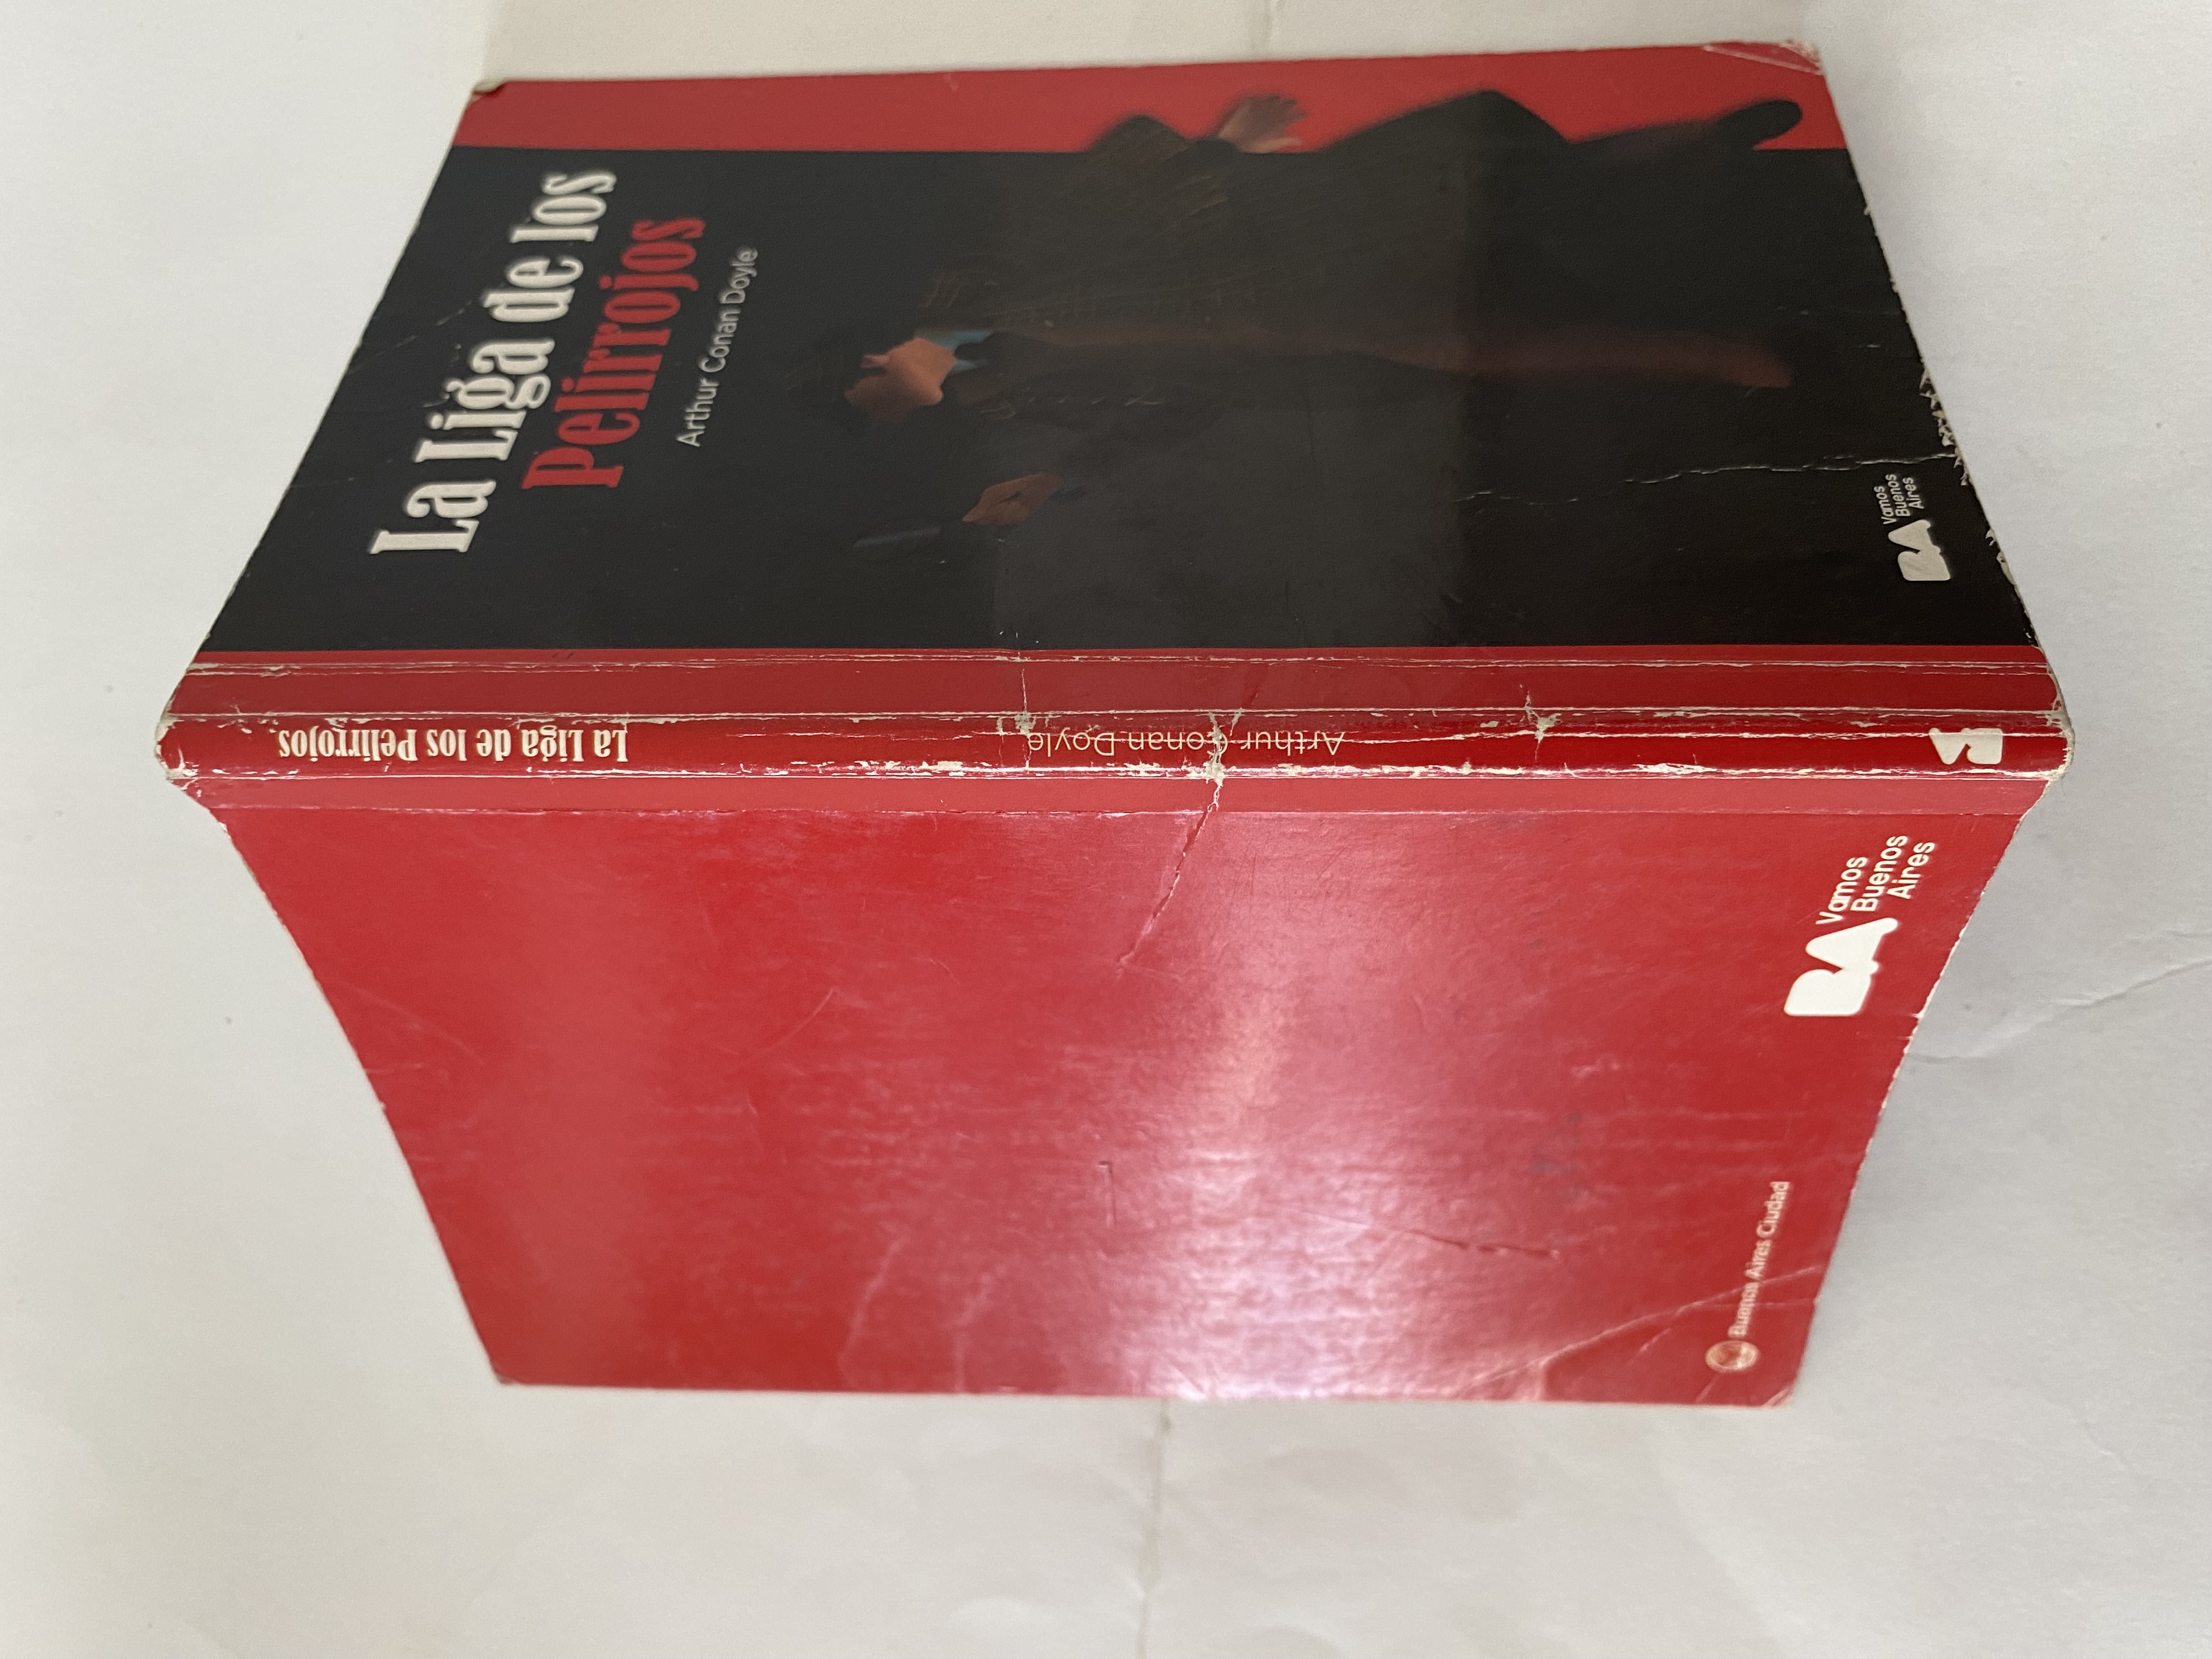 La Liga de los
Pelirrojos
Arthur Conan Doyle
BA
Vamos
Buenos
Aires
La Liga de los Pelirrojos
Arthur Conan Doyle
BA
Buenos Aires Ciudad
BA
Vamos
Buenos
Aires